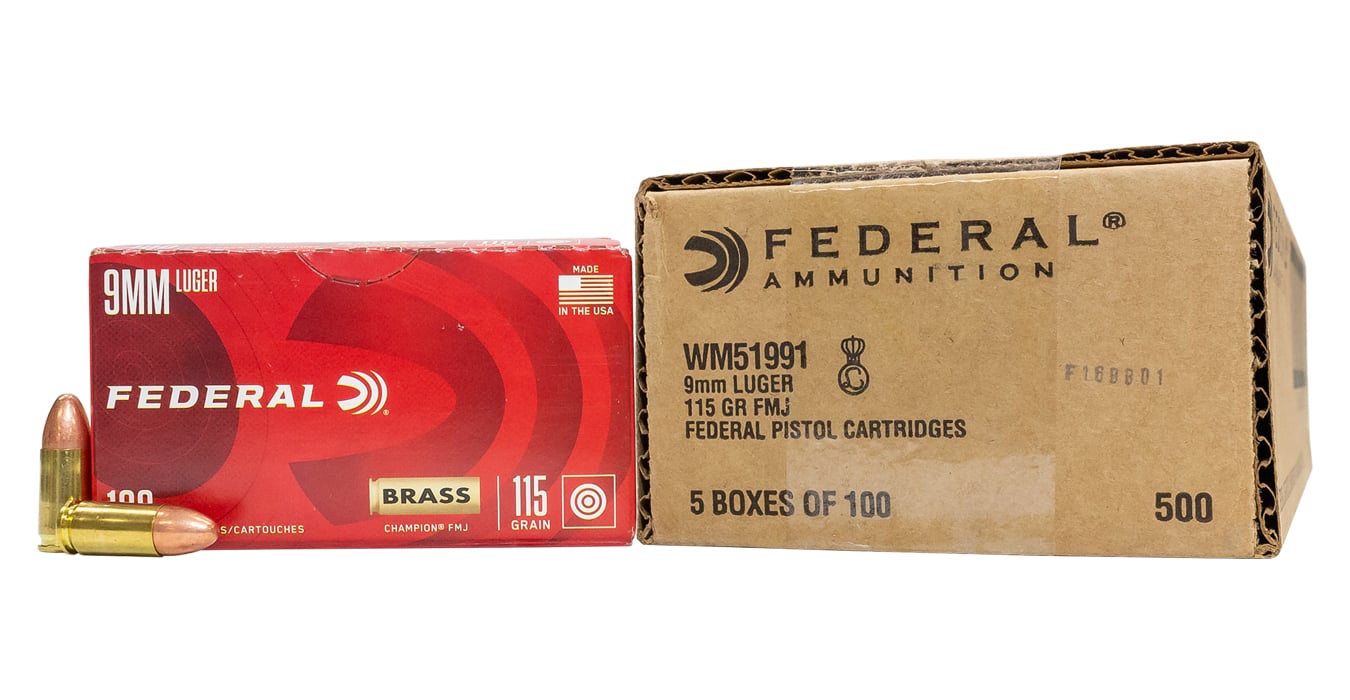 9MM LUGER
MADE
IN THE USA
FEDERAL
®
100
S/CARTOUCHES
BRASS
CHAMPION® FMJ
115
GRAIN
FEDERAL®
AMMUNITION
WM51991
9mm LUGER
115 GR FMJ
FEDERAL PISTOL CARTRIDGES
5 BOXES OF 100
500